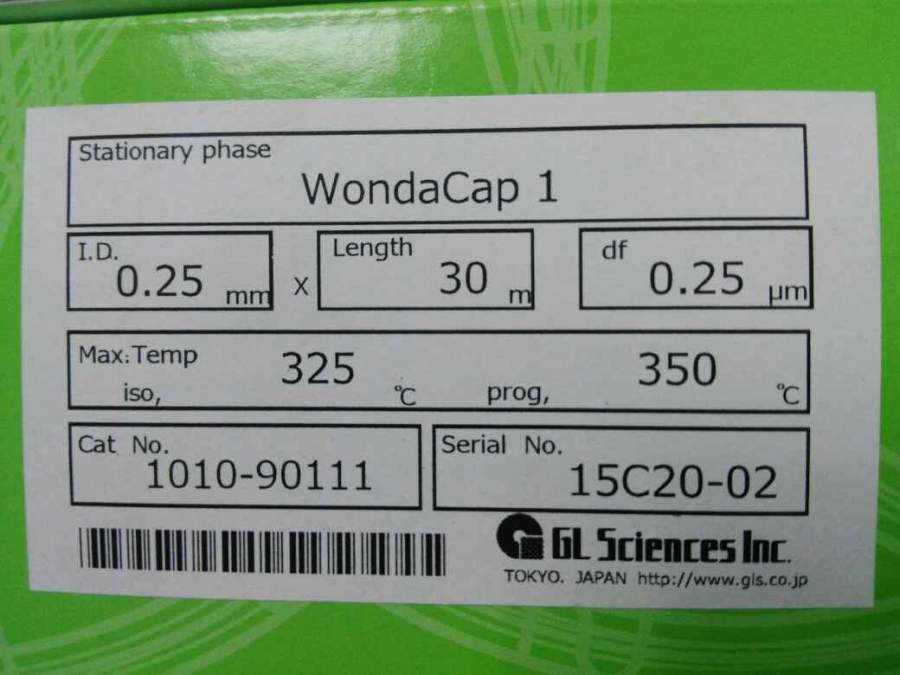 Stationary phase
WondaCap 1
I.D. 0.25 mm x Length 30 m df 0.25 µm
Max.Temp
iso, 325 ℃ prog, 350 ℃
Cat No. 1010-90111
Serial No. 15C20-02
GL Sciences Inc.
TOKYO. JAPAN http://www.gls.co.jp